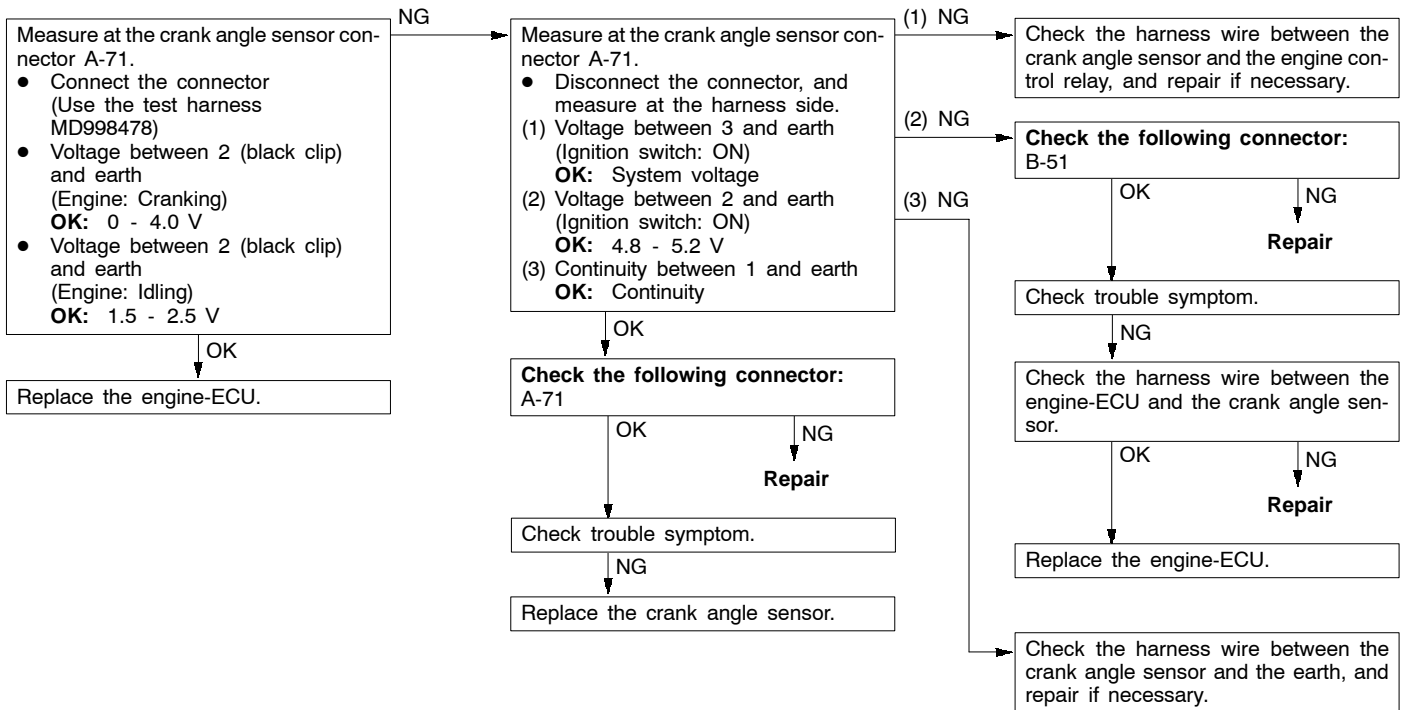 Measure at the crank angle sensor con-
nector A-71.
● Connect the connector
(Use the test harness
MD998478)
● Voltage between 2 (black clip)
and earth
(Engine: Cranking)
OK: 0 - 4.0 V
● Voltage between 2 (black clip)
and earth
(Engine: Idling)
OK: 1.5 - 2.5 V
OK
Replace the engine-ECU.
NG
Measure at the crank angle sensor con-
nector A-71.
● Disconnect the connector, and
measure at the harness side.
(1) Voltage between 3 and earth
(Ignition switch: ON)
OK: System voltage
(2) Voltage between 2 and earth
(Ignition switch: ON)
OK: 4.8 - 5.2 V
(3) Continuity between 1 and earth
OK: Continuity
OK
Check the following connector:
A-71
OK
NG
Repair
Check trouble symptom.
NG
Replace the crank angle sensor.
(1) NG
Check the harness wire between the
crank angle sensor and the engine con-
trol relay, and repair if necessary.
(2) NG
Check the following connector:
B-51
OK
NG
Repair
Check trouble symptom.
NG
Check the harness wire between the
engine-ECU and the crank angle sen-
sor.
OK
NG
Repair
Replace the engine-ECU.
(3) NG
Check the harness wire between the
crank angle sensor and the earth, and
repair if necessary.